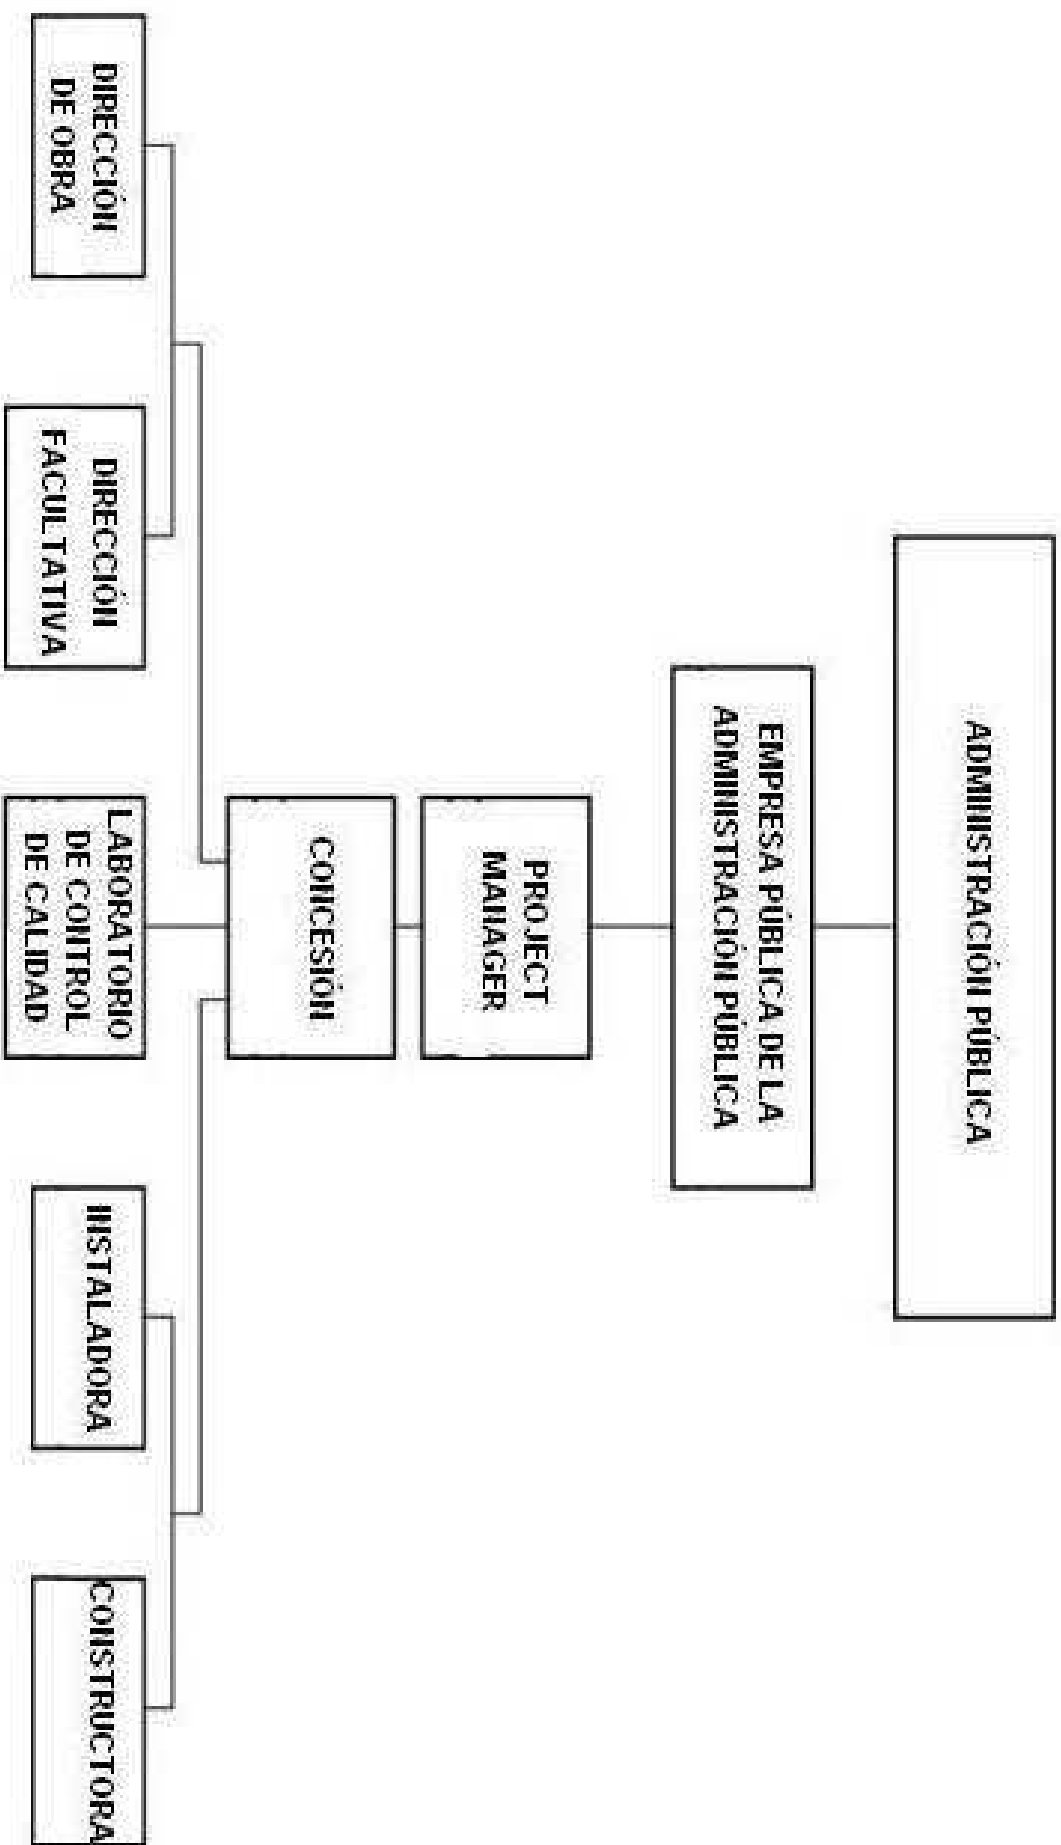 ADMINISTRACIÓN PÚBLICA
EMPRESA PÚBLICA DE LA
ADMINISTRACIÓN PÚBLICA
PROJECT
MANAGER
CONCESIÓN
DIRECCIÓN
DE OBRA
DIRECCIÓN
FACULTATIVA
LABORATORIO
DE CONTROL
DE CALIDAD
INSTALADORA
CONSTRUCTORA